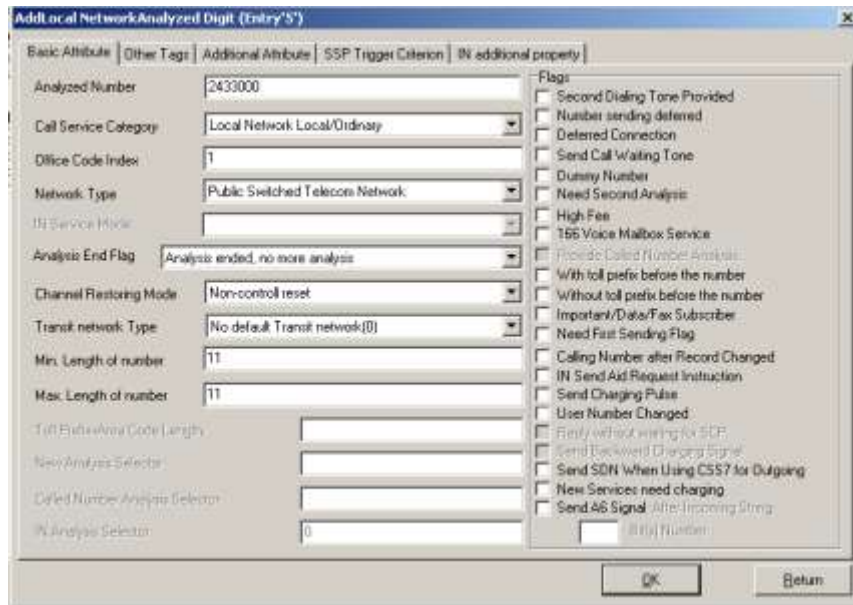 AddLocal NetworkAnalyzed Digit (Entry'5')
Basic Attribute
Other Tags
Additional Attribute
SSP Trigger Criterion
IN additional property
Analyzed Number
2433000
Call Service Category
Local Network Local/Ordinary
Office Code Index
1
Network Type
Public Switched Telecom Network
IN Service Mode
Analysis End Flag
Analysis ended, no more analysis
Channel Restoring Mode
Non-control reset
Transit network Type
No default Transit network(0)
Min. Length of number
11
Max. Length of number
11
New Analysis Selector
Called Number Analysis Selector
IN Analysis Selector
0
Flags
Second Dialing Tone Provided
Number sending deferred
Deferred Connection
Send Call Waiting Tone
Dummy Number
Need Second Analysis
High Fee
166 Voice Mailbox Service
Provide Called Number Analysis
With toll prefix before the number
Without toll prefix before the number
Important/Data/Fax Subscriber
Need Fast Sending Flag
Calling Number after Record Changed
IN Send Aid Request Instruction
Send Charging Pulse
User Number Changed
Reply without waiting for SCP
Send Backward Charging Signal
Send SDN When Using CSS7 for Outgoing
New Services need charging
Send A6 Signal After Incoming String
Number
OK
Return